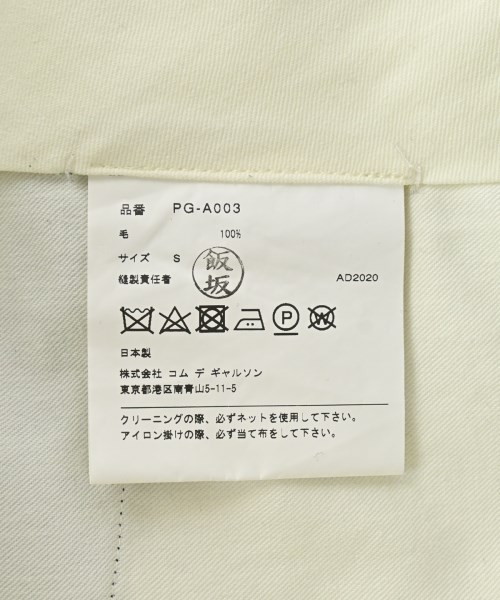 品番 PG-A003
毛 100%
サイズ S
縫製責任者 飯坂 AD2020
P W
日本製
株式会社 コム デ ギャルソン
東京都港区南青山5-11-5
クリーニングの際、必ずネットを使用して下さい。
アイロン掛けの際、必ず当て布をして下さい。